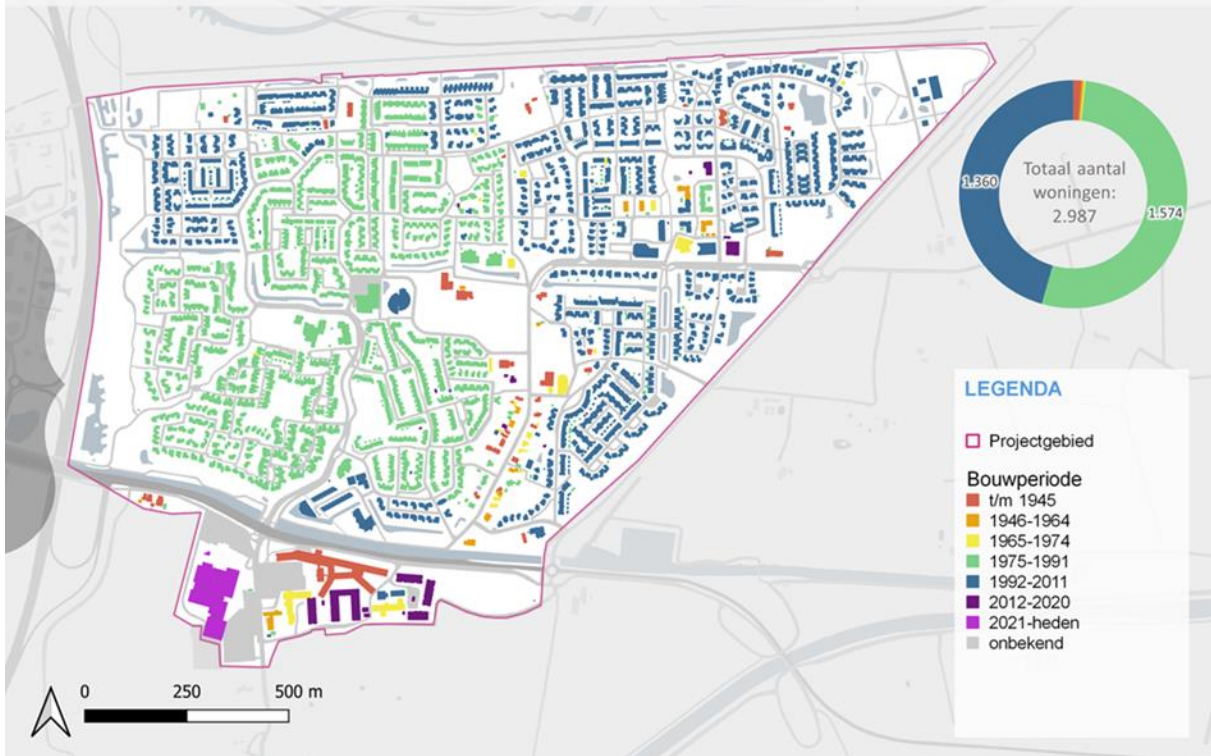 1.360
Totaal aantal
woningen:
2.987
1.574
LEGENDA
Projectgebied
Bouwperiode
t/m 1945
1946-1964
1965-1974
1975-1991
1992-2011
2012-2020
2021-heden
onbekend
0 250 500 m